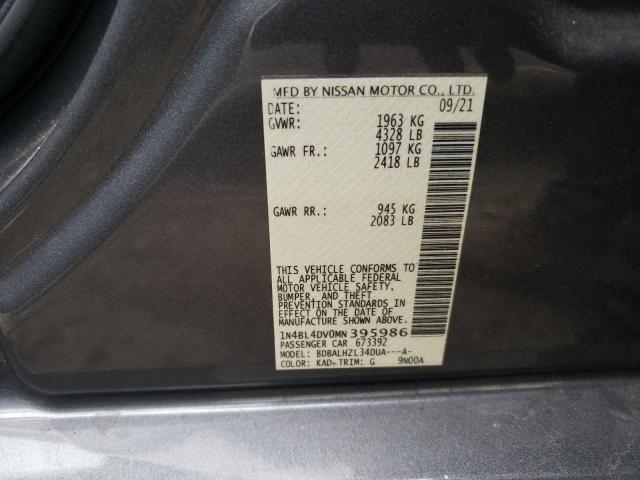 MFD BY NISSAN MOTOR CO., LTD.
DATE: 09/21
GVWR: 1963 KG
4328 LB
GAWR FR.: 1097 KG
2418 LB
GAWR RR.: 945 KG
2083 LB
THIS VEHICLE CONFORMS TO
ALL APPLICABLE FEDERAL
MOTOR VEHICLE SAFETY,
BUMPER, AND THEFT
PREVENTION STANDARDS
IN EFFECT ON THE DATE OF
MANUFACTURE SHOWN ABOVE.
1N4BL4DV0MN395986
PASSENGER CAR 673392
MODEL: BDBALHZL34DUA---A-
COLOR: KAD-TRIM: G 9N00A